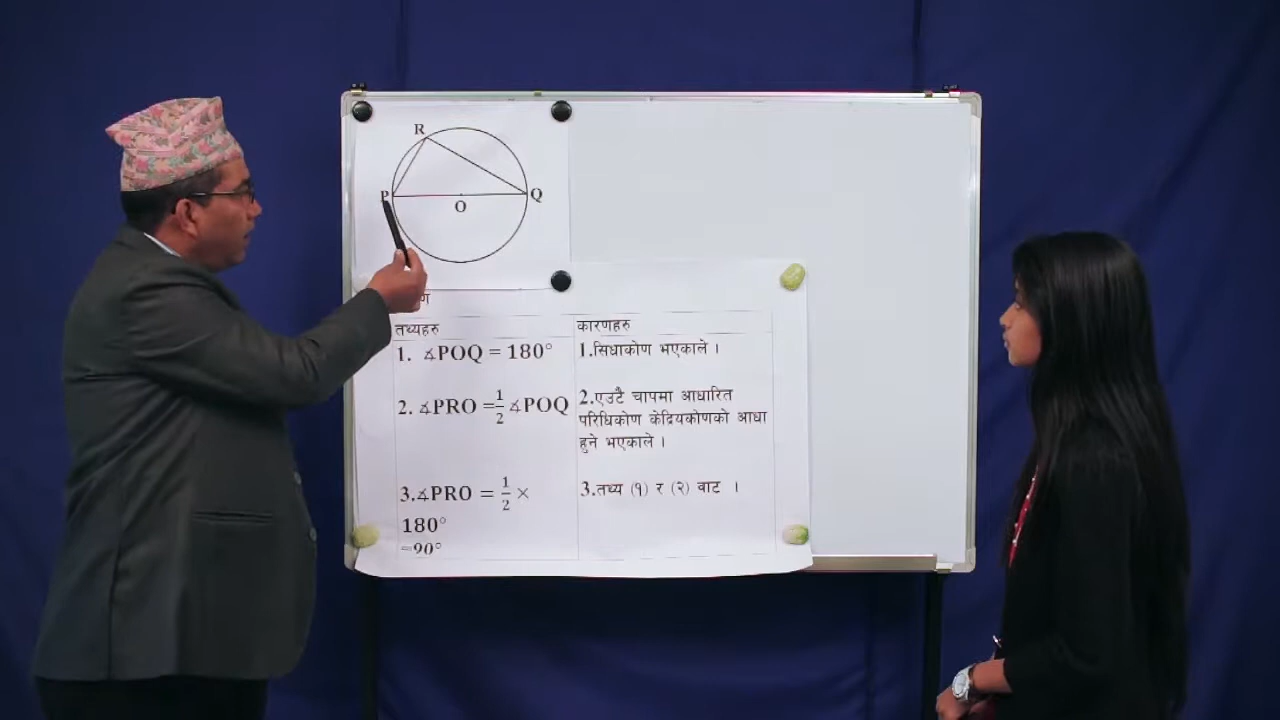 R
P
Q
O
तथ्यहरु
कारणहरु
1. ∡POQ = 180°
1.सिधाकोण भएकाले ।
2. ∡PRO =1/2 ∡POQ
2.एउटै चापमा आधारित
परिधिकोण केद्रियकोणको आधा
हुने भएकाले ।
3.∡PRO = 1/2 ×
180°
=90°
3.तथ्य (१) र (२) बाट ।